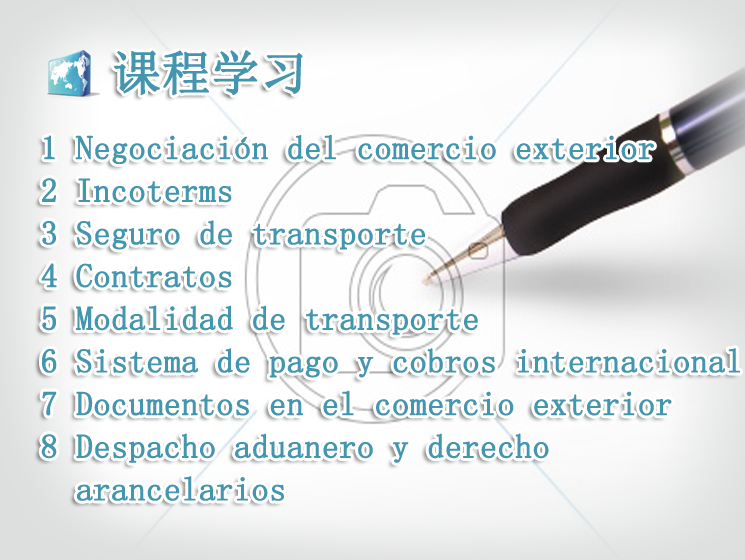 课程学习
1 Negociación del comercio exterior
2 Incoterms
3 Seguro de transporte
4 Contratos
5 Modalidad de transporte
6 Sistema de pago y cobros internacional
7 Documentos en el comercio exterior
8 Despacho aduanero y derecho
arancelarios